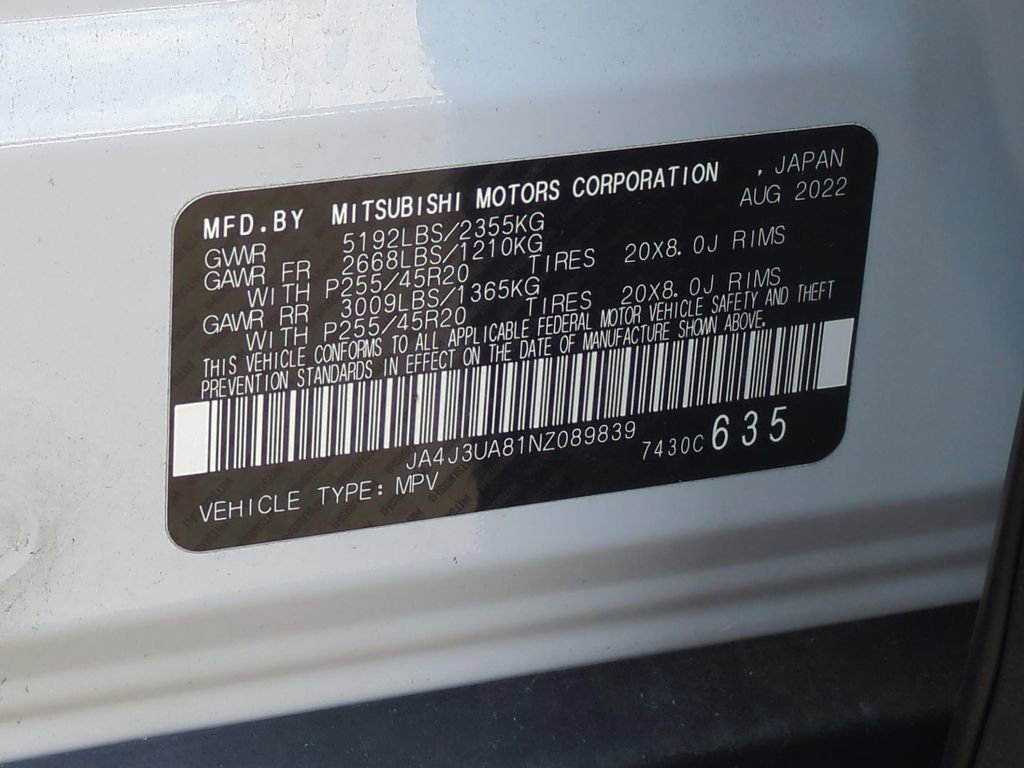 MFD.BY MITSUBISHI MOTORS CORPORATION , JAPAN
AUG 2022
GVWR 5192LBS/2355KG
GAWR FR 2668LBS/1210KG
WITH P255/45R20 TIRES 20X8.0J RIMS
GAWR RR 3009LBS/1365KG
WITH P255/45R20 TIRES 20X8.0J RIMS
THIS VEHICLE CONFORMS TO ALL APPLICABLE FEDERAL MOTOR VEHICLE SAFETY AND THEFT
PREVENTION STANDARDS IN EFFECT ON THE DATE OF MANUFACTURE SHOWN ABOVE.
JA4J3UA81NZ089839 7430C 635
VEHICLE TYPE: MPV